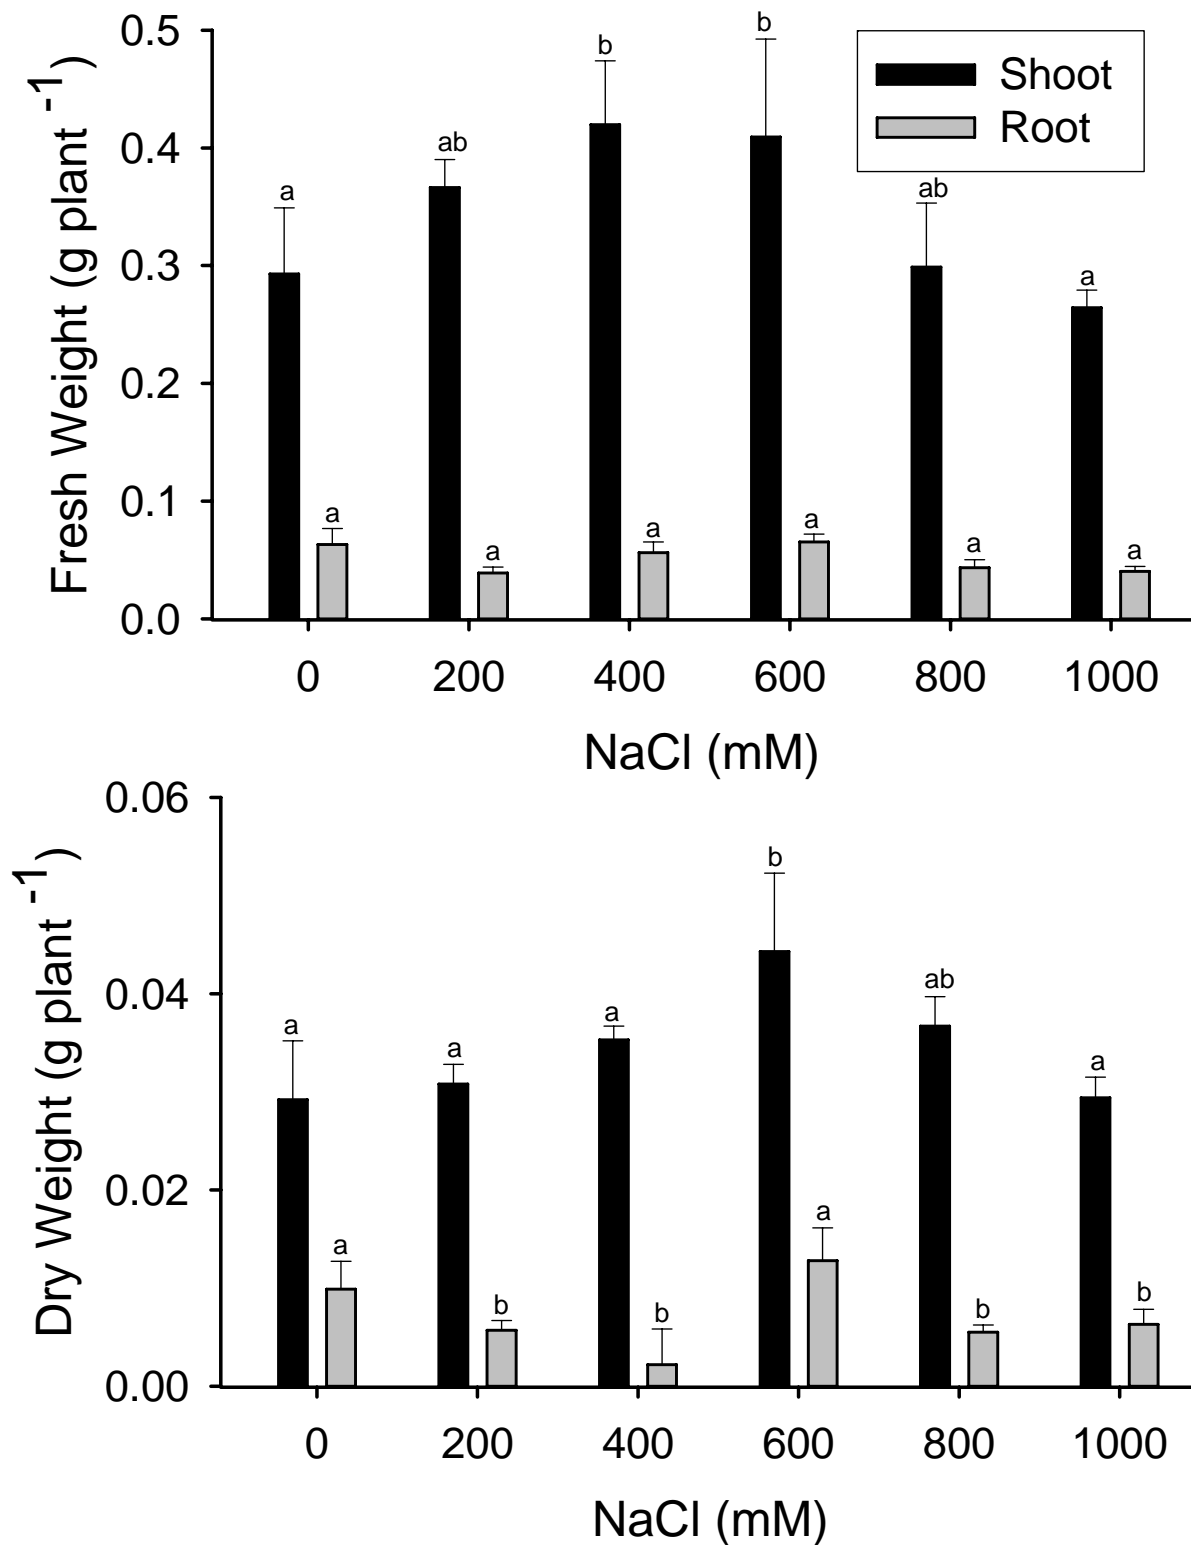 0.5
0.4
0.3
0.2
0.1
0.0
Fresh Weight (g plant -1)
Shoot
Root
a
ab
b
b
ab
a
a
a
a
a
a
a
0
200
400
600
800
1000
NaCl (mM)
0.06
0.04
0.02
0.00
Dry Weight (g plant -1)
a
a
a
b
ab
a
a
b
b
a
b
b
0
200
400
600
800
1000
NaCl (mM)